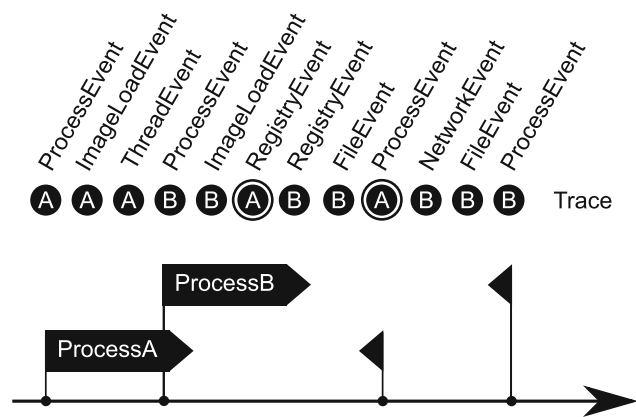 ProcessEvent
ImageLoadEvent
ThreadEvent
ProcessEvent
ImageLoadEvent
RegistryEvent
RegistryEvent
FileEvent
ProcessEvent
NetworkEvent
FileEvent
ProcessEvent
A A A B B A B B A B B B Trace
ProcessB
ProcessA